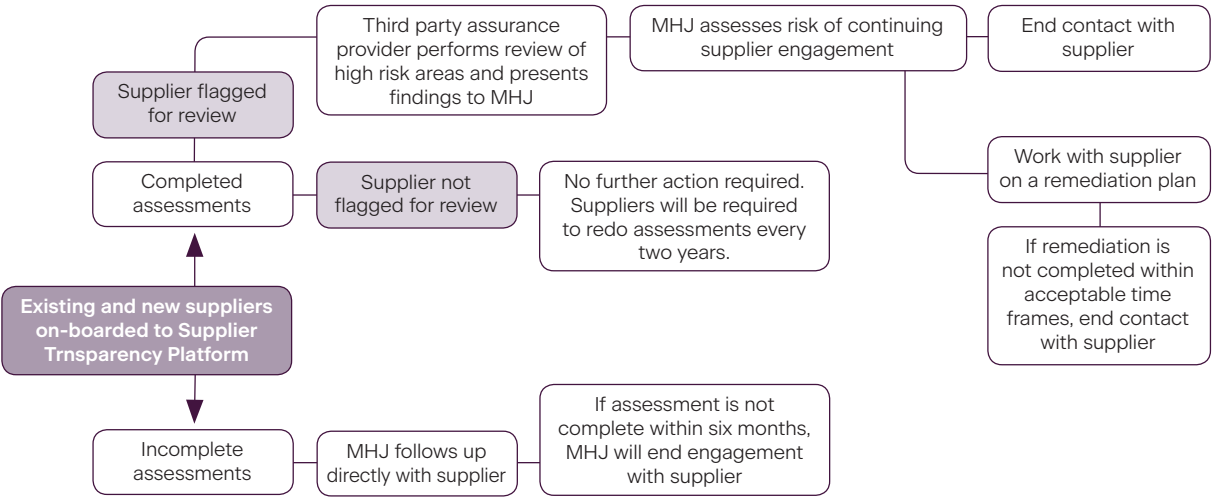 Third party assurance
provider performs review of
high risk areas and presents
findings to MHJ
MHJ assesses risk of continuing
supplier engagement
End contact with
supplier
Supplier flagged
for review
Work with supplier
on a remediation plan
Completed
assessments
Supplier not
flagged for review
No further action required.
Suppliers will be required
to redo assessments every
two years.
If remediation is
not completed within
acceptable time
frames, end contact
with supplier
Existing and new suppliers
on-boarded to Supplier
Trnsparency Platform
Incomplete
assessments
MHJ follows up
directly with supplier
If assessment is not
complete within six months,
MHJ will end engagement
with supplier